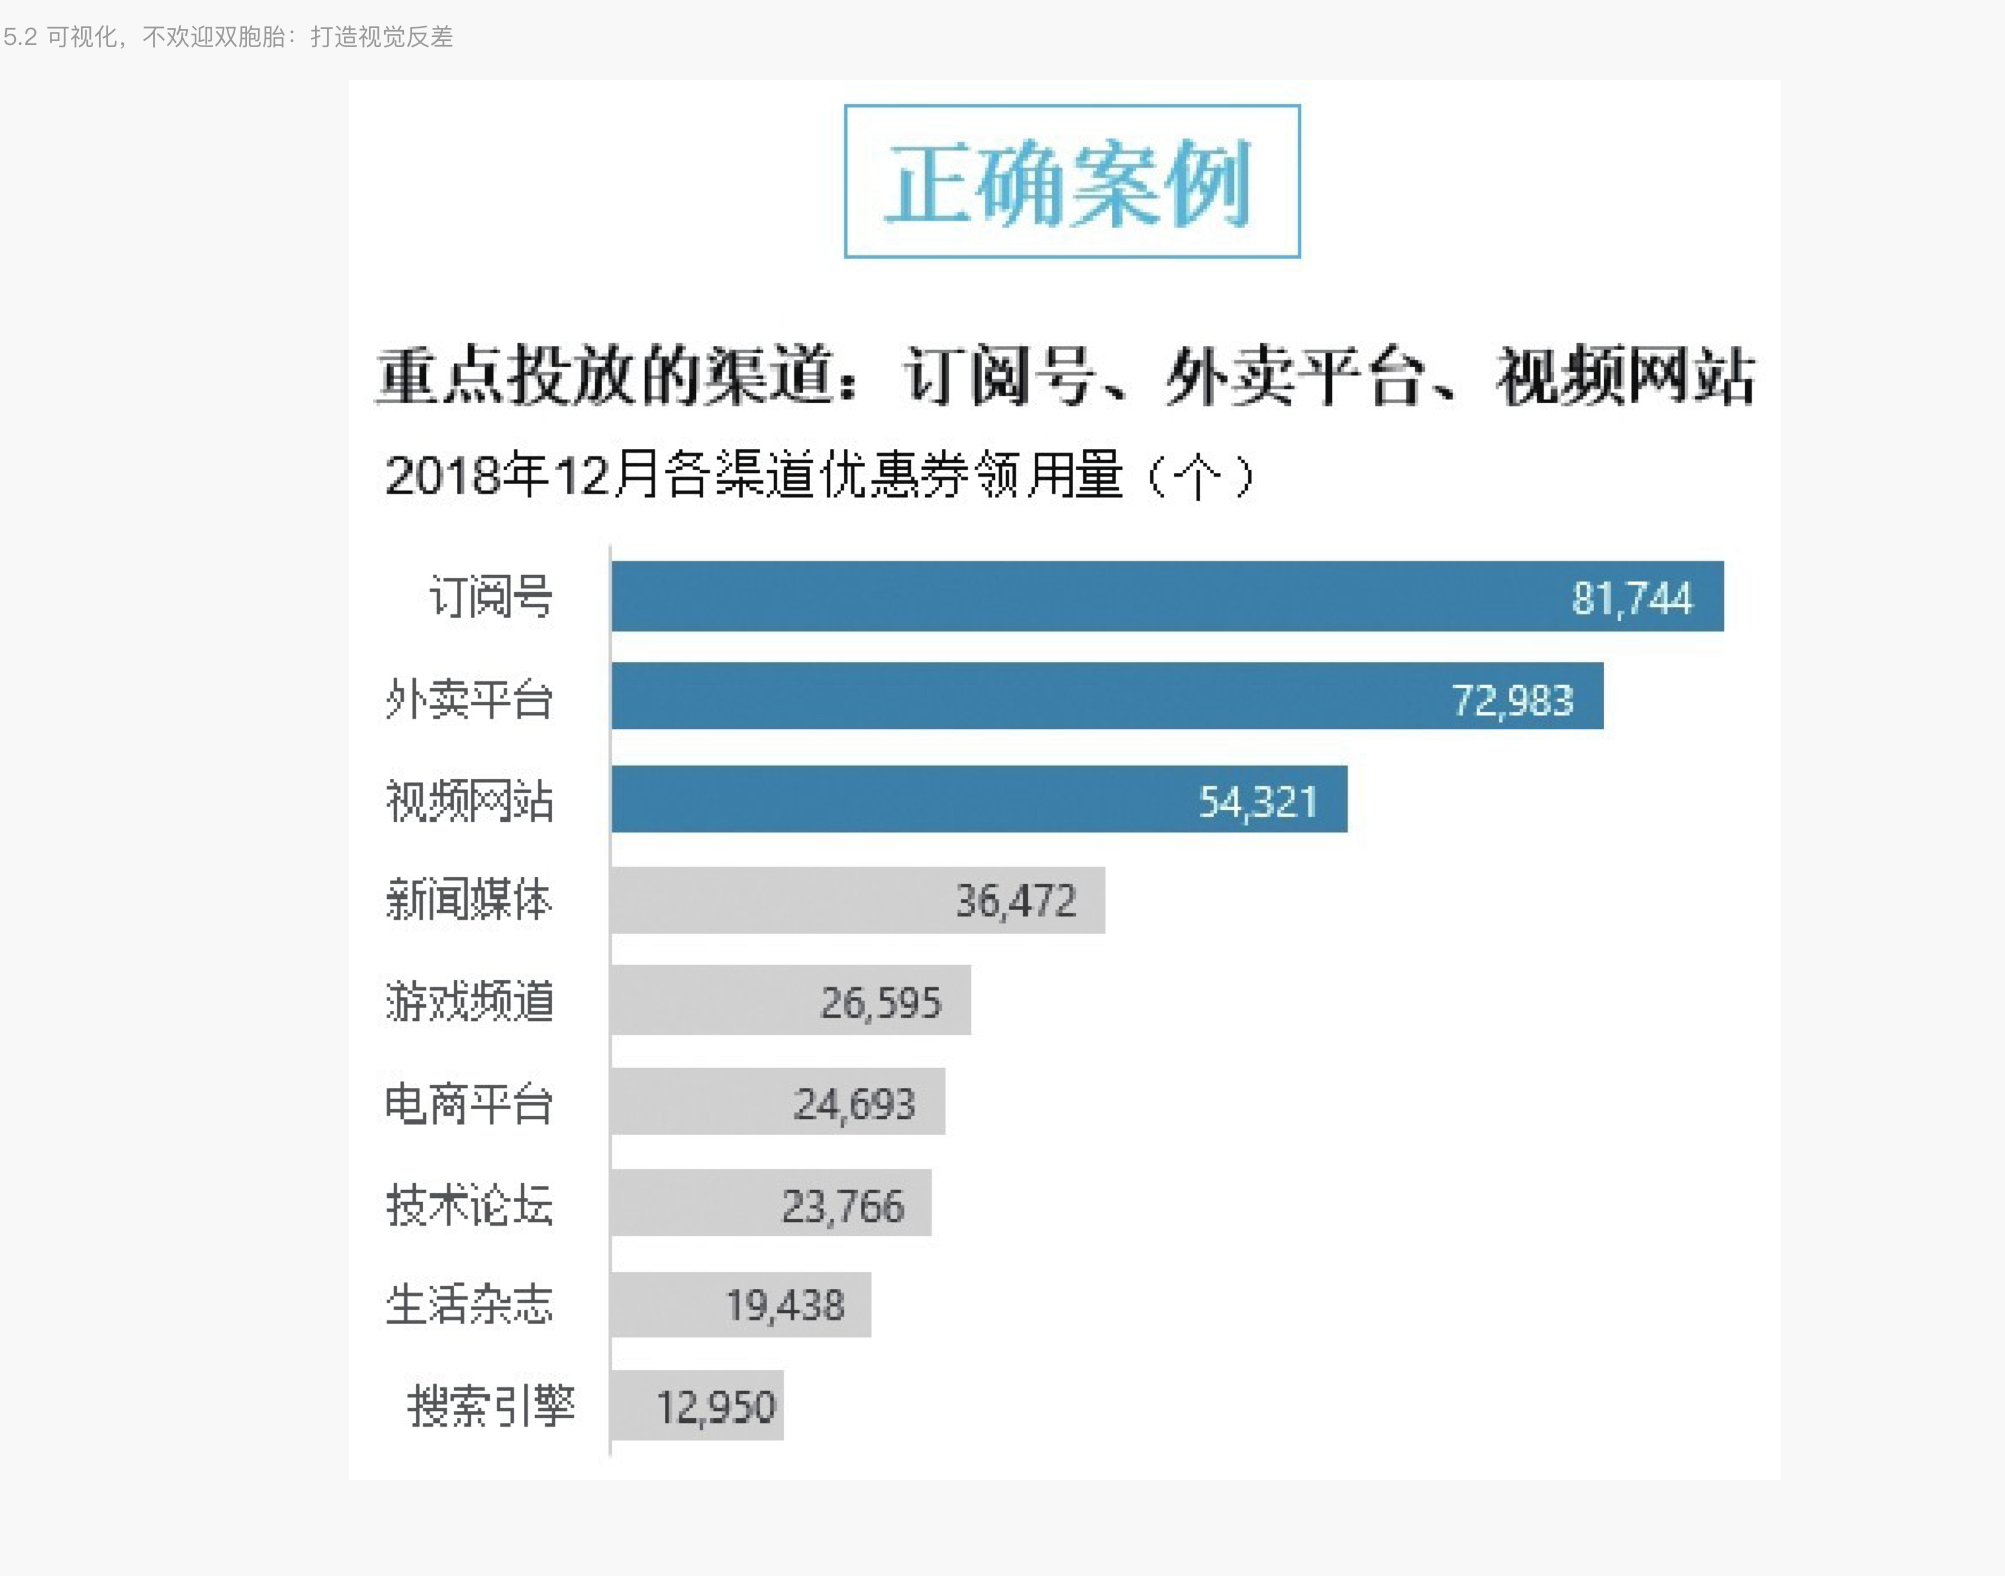 5.2 可视化，不欢迎双胞胎：打造视觉反差
正确案例
重点投放的渠道：订阅号、外卖平台、视频网站
2018年12月各渠道优惠券领用量（个）
订阅号 81,744
外卖平台 72,983
视频网站 54,321
新闻媒体 36,472
游戏频道 26,595
电商平台 24,693
技术论坛 23,766
生活杂志 19,438
搜索引擎 12,950